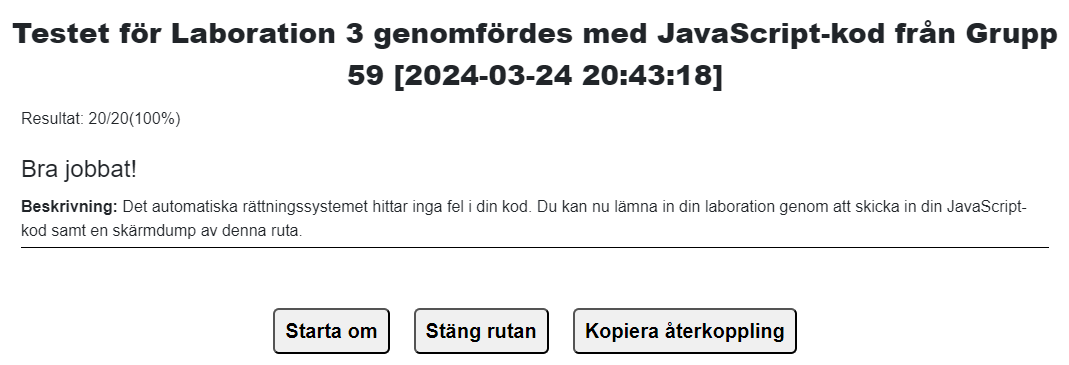 Testet för Laboration 3 genomfördes med JavaScript-kod från Grupp
59 [2024-03-24 20:43:18]
Resultat: 20/20(100%)
Bra jobbat!
Beskrivning: Det automatiska rättningssystemet hittar inga fel i din kod. Du kan nu lämna in din laboration genom att skicka in din JavaScript-
kod samt en skärmdump av denna ruta.
Starta om Stäng rutan Kopiera återkoppling